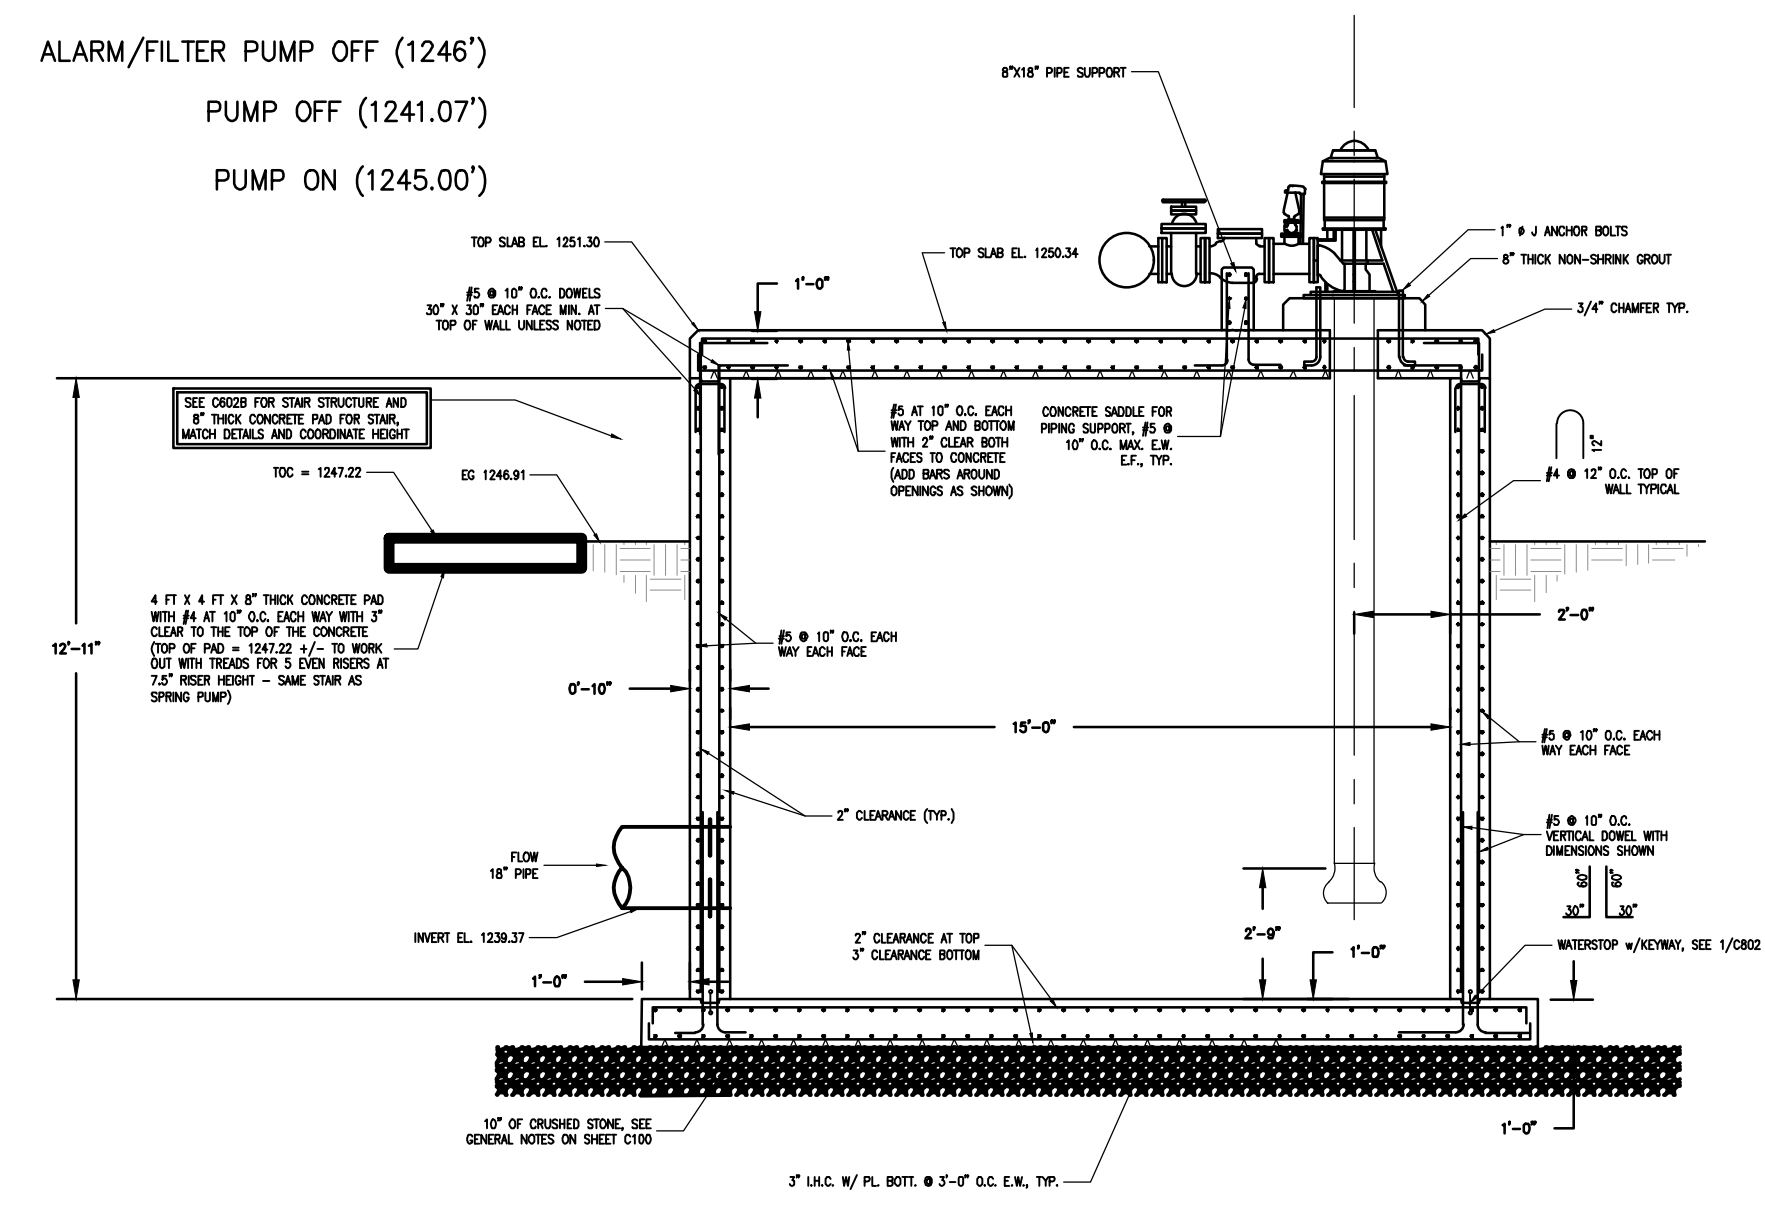 ALARM/FILTER PUMP OFF (1246')
PUMP OFF (1241.07')
PUMP ON (1245.00')
8"X18" PIPE SUPPORT
TOP SLAB EL. 1251.30
TOP SLAB EL. 1250.34
1" ø J ANCHOR BOLTS
8" THICK NON-SHRINK GROUT
3/4" CHAMFER TYP.
1'-0"
#5 @ 10" O.C. DOWELS
30" X 30" EACH FACE MIN. AT
TOP OF WALL UNLESS NOTED
SEE C602B FOR STAIR STRUCTURE AND
8" THICK CONCRETE PAD FOR STAIR,
MATCH DETAILS AND COORDINATE HEIGHT
TOC = 1247.22
EG 1246.91
#5 AT 10" O.C. EACH
WAY TOP AND BOTTOM
WITH 2" CLEAR BOTH
FACES TO CONCRETE
(ADD BARS AROUND
OPENINGS AS SHOWN)
CONCRETE SADDLE FOR
PIPING SUPPORT, #5 @
10" O.C. MAX. E.W.
E.F., TYP.
12"
#4 @ 12" O.C. TOP OF
WALL TYPICAL
4 FT X 4 FT X 8" THICK CONCRETE PAD
WITH #4 AT 10" O.C. EACH WAY WITH 3"
CLEAR TO THE TOP OF THE CONCRETE
(TOP OF PAD = 1247.22 +/- TO WORK
OUT WITH TREADS FOR 5 EVEN RISERS AT
7.5" RISER HEIGHT - SAME STAIR AS
SPRING PUMP)
12'-11"
#5 @ 10" O.C. EACH
WAY EACH FACE
2'-0"
0'-10"
15'-0"
#5 @ 10" O.C. EACH
WAY EACH FACE
2" CLEARANCE (TYP.)
#5 @ 10" O.C.
VERTICAL DOWEL WITH
DIMENSIONS SHOWN
60"
60"
30"
30"
FLOW
18" PIPE
INVERT EL. 1239.37
2" CLEARANCE AT TOP
3" CLEARANCE BOTTOM
2'-9"
1'-0"
WATERSTOP w/KEYWAY, SEE 1/C802
1'-0"
10" OF CRUSHED STONE, SEE
GENERAL NOTES ON SHEET C100
1'-0"
3" I.H.C. W/ PL. BOTT. @ 3'-0" O.C. E.W., TYP.